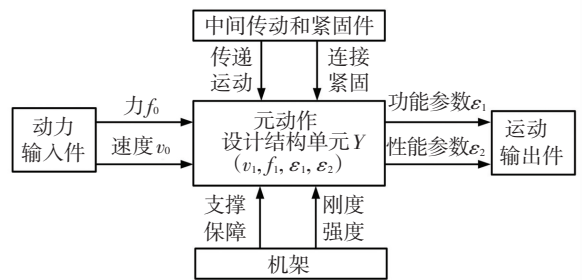 中间传动和紧固件
传递
运动
连接
紧固
动力
输入件
力f₀
速度v₀
元动作
设计结构单元Y
(v₁,f₁,ε₁,ε₂)
功能参数ε₁
性能参数ε₂
运动
输出件
支撑
保障
刚度
强度
机架